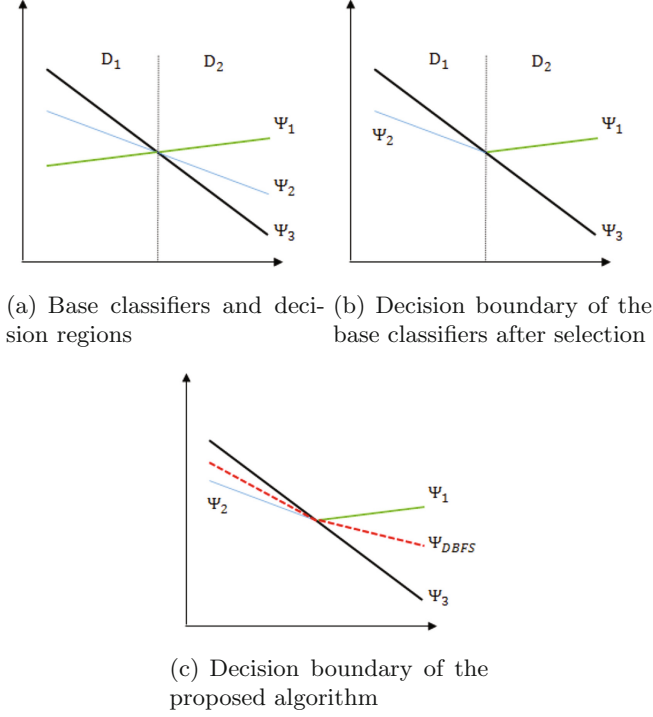 D₁ D₂
Ψ₁
Ψ₂
Ψ₃
(a) Base classifiers and deci-
sion regions
D₁ D₂
Ψ₂
Ψ₁
Ψ₃
(b) Decision boundary of the
base classifiers after selection
Ψ₂
Ψ₁
Ψ_DBFS
Ψ₃
(c) Decision boundary of the
proposed algorithm